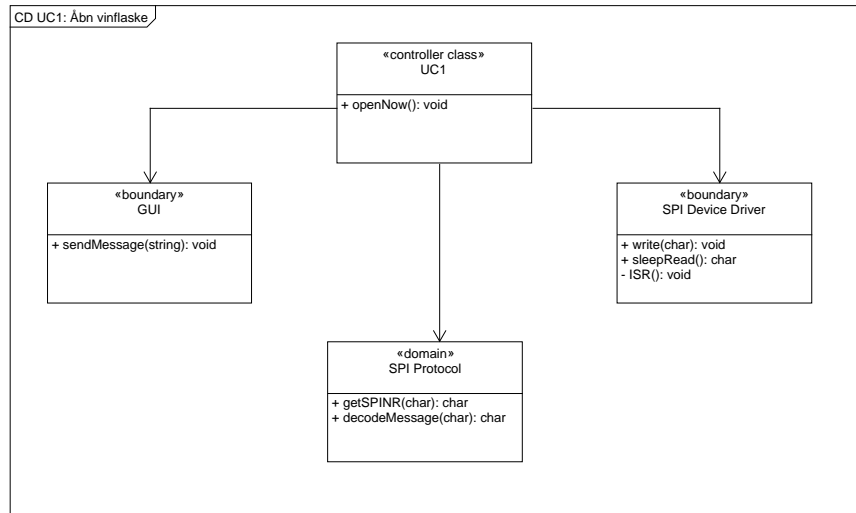 CD UC1: Åbn vinflaske
«controller class»
UC1
+ openNow(): void
«boundary»
GUI
+ sendMessage(string): void
«boundary»
SPI Device Driver
+ write(char): void
+ sleepRead(): char
- ISR(): void
«domain»
SPI Protocol
+ getSPINR(char): char
+ decodeMessage(char): char